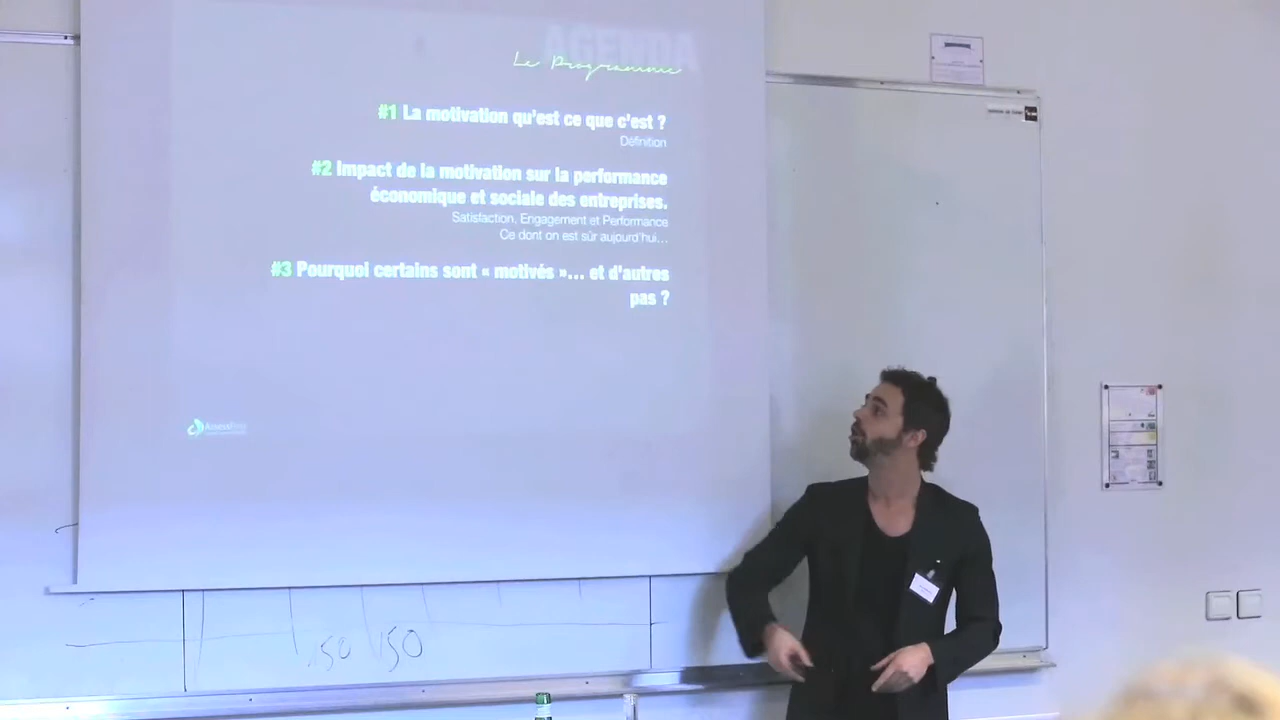 AGENDA
Le Programme
#1 La motivation qu'est ce que c'est ?
Définition
#2 Impact de la motivation sur la performance
économique et sociale des entreprises.
Satisfaction, Engagement et Performance
Ce dont on est sûr aujourd'hui...
#3 Pourquoi certains sont « motivés »... et d'autres
pas ?
50 150